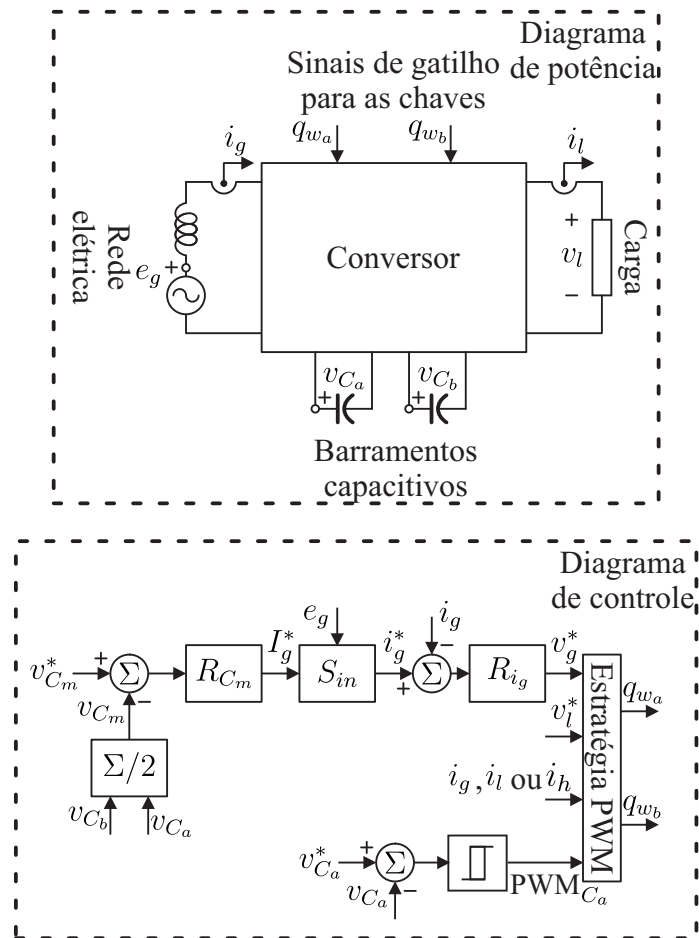 Diagrama
de potência
Sinais de gatilho
para as chaves
q_{w_a}
q_{w_b}
i_g
i_l
Rede
elétrica
e_g
+
Conversor
+
v_l
−
Carga
v_{C_a}
v_{C_b}
+
+
Barramentos
capacitivos
Diagrama
de controle
e_g
i_g
v^*_{C_m}
+
Σ
−
R_{C_m}
I^*_g
S_{in}
i^*_g
+
Σ
−
R_{i_g}
v^*_g
v_{C_m}
Σ/2
v_{C_b}
v_{C_a}
v^*_l
i_g, i_l ou i_h
Estratégia PWM
q_{w_a}
q_{w_b}
v^*_{C_a}
+
Σ
−
v_{C_a}
PWM_{C_a}